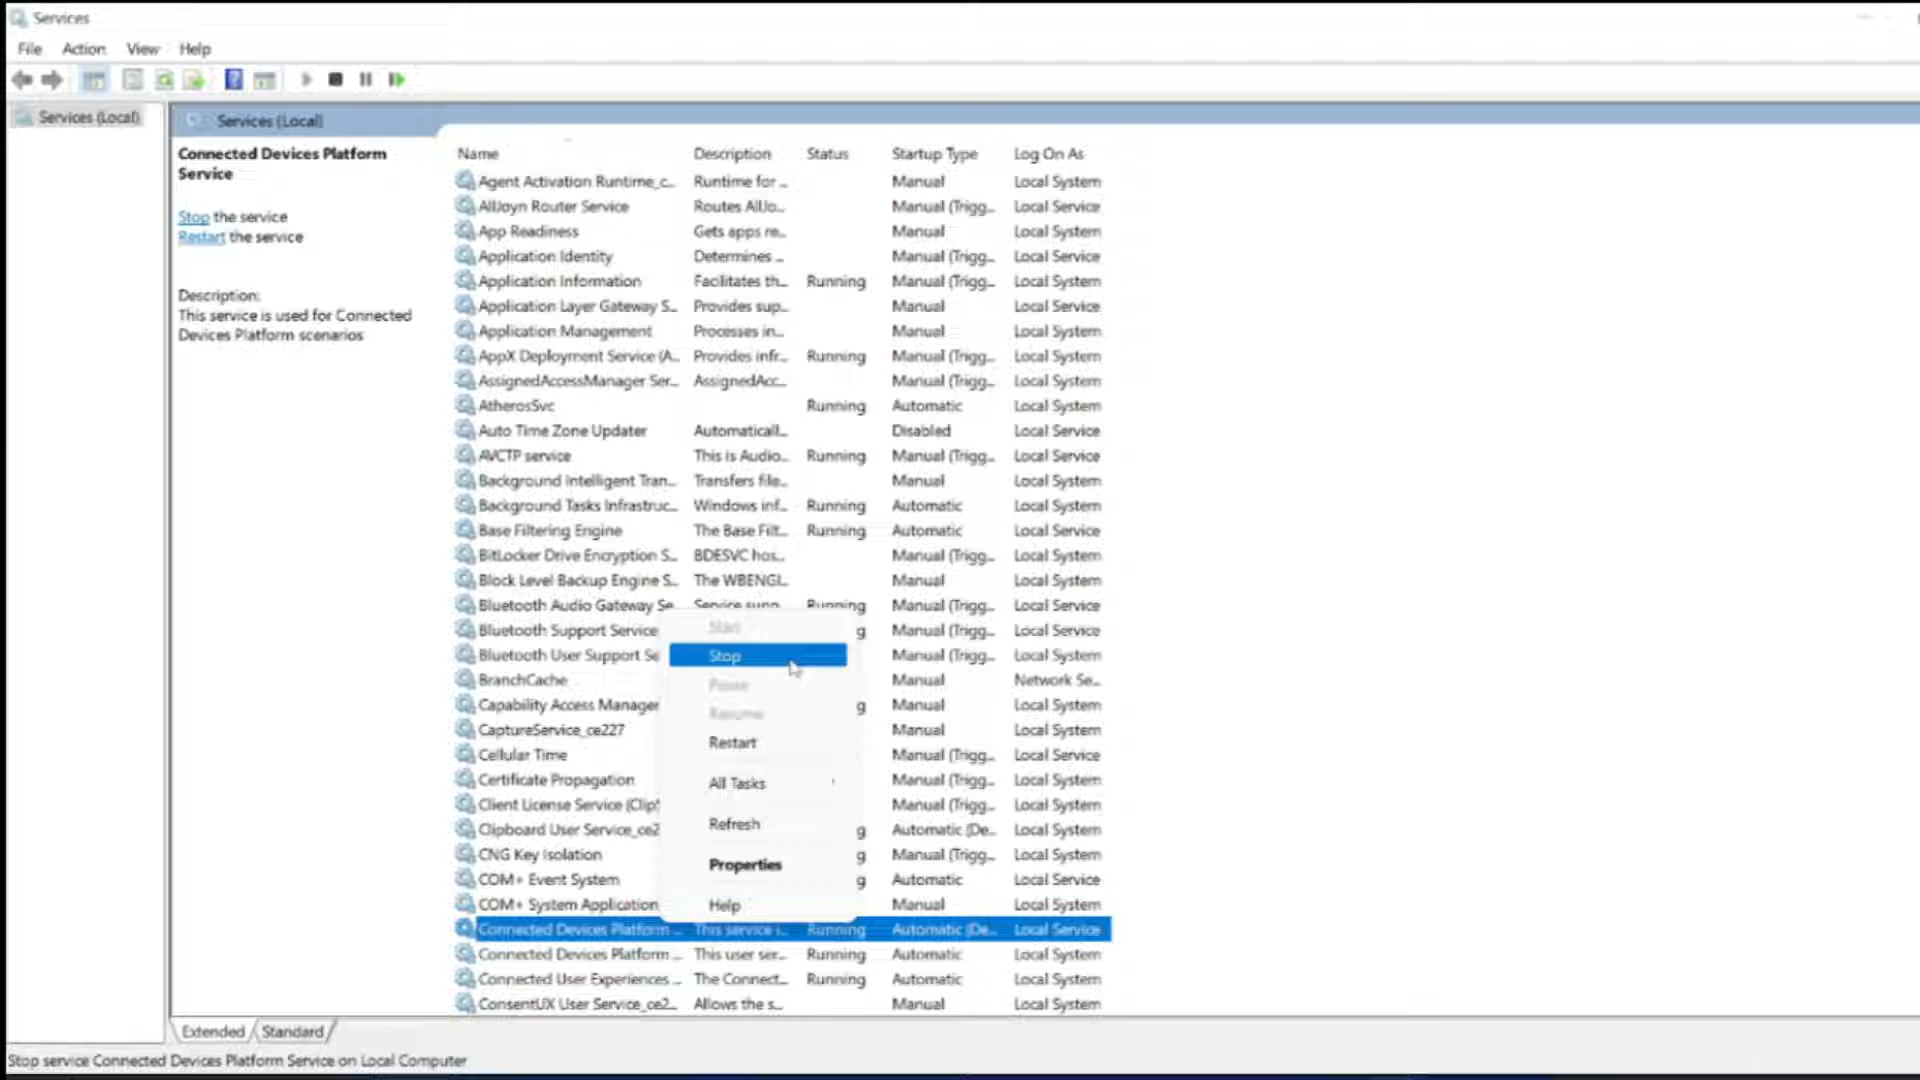 Services
File Action View Help
Services (Local)
Services (Local)
Connected Devices Platform
Service
Stop the service
Restart the service
Description:
This service is used for Connected
Devices Platform scenarios
Name Description Status Startup Type Log On As
Agent Activation Runtime_c... Runtime for ... Manual Local System
AllJoyn Router Service Routes AllJo... Manual (Trigg... Local Service
App Readiness Gets apps re... Manual Local System
Application Identity Determines ... Manual (Trigg... Local Service
Application Information Facilitates th... Running Manual (Trigg... Local System
Application Layer Gateway S... Provides sup... Manual Local Service
Application Management Processes in... Manual Local System
AppX Deployment Service (A... Provides infr... Running Manual (Trigg... Local System
AssignedAccessManager Ser... AssignedAcc... Manual (Trigg... Local System
AtherosSvc Running Automatic Local System
Auto Time Zone Updater Automaticall... Disabled Local Service
AVCTP service This is Audio... Running Manual (Trigg... Local Service
Background Intelligent Tran... Transfers file... Manual Local System
Background Tasks Infrastruc... Windows inf... Running Automatic Local System
Base Filtering Engine The Base Filt... Running Automatic Local Service
BitLocker Drive Encryption S... BDESVC hos... Manual (Trigg... Local System
Block Level Backup Engine S... The WBENGI... Manual Local System
Bluetooth Audio Gateway Se Service supp Running Manual (Trigg... Local Service
Bluetooth Support Service g Manual (Trigg... Local Service
Bluetooth User Support Se Manual (Trigg... Local System
BranchCache Manual Network Se...
Capability Access Manager g Manual Local System
CaptureService_ce227 Manual Local System
Cellular Time Manual (Trigg... Local Service
Certificate Propagation Manual (Trigg... Local System
Client License Service (ClipS Manual (Trigg... Local System
Clipboard User Service_ce2 g Automatic (De... Local System
CNG Key Isolation g Manual (Trigg... Local System
COM+ Event System g Automatic Local Service
COM+ System Application Manual Local System
Connected Devices Platform ... This service i... Running Automatic (De... Local Service
Connected Devices Platform ... This user ser... Running Automatic Local System
Connected User Experiences ... The Connect... Running Automatic Local System
ConsentUX User Service_ce2... Allows the s... Manual Local System
Start
Stop
Pause
Resume
Restart
All Tasks
Refresh
Properties
Help
Extended Standard
Stop service Connected Devices Platform Service on Local Computer